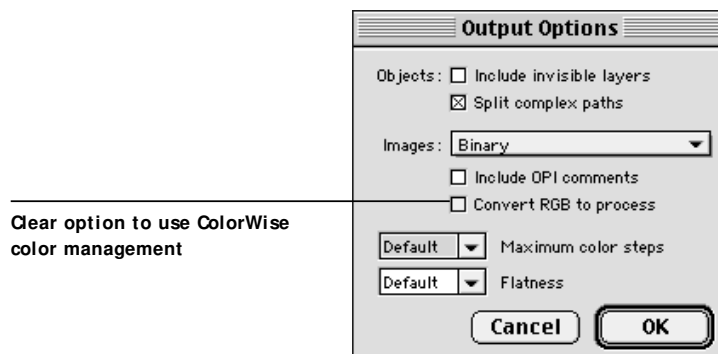 Output Options
Objects: Include invisible layers
Split complex paths
Images: Binary
Include OPI comments
Convert RGB to process
Clear option to use ColorWise
color management
Default Maximum color steps
Default Flatness
Cancel OK